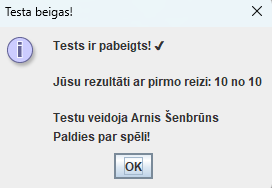 Testa beigas!
Tests ir pabeigts! ✔
Jūsu rezultāti ar pirmo reizi: 10 no 10
Testu veidoja Arnis Šenbrūns
Paldies par spēli!
OK